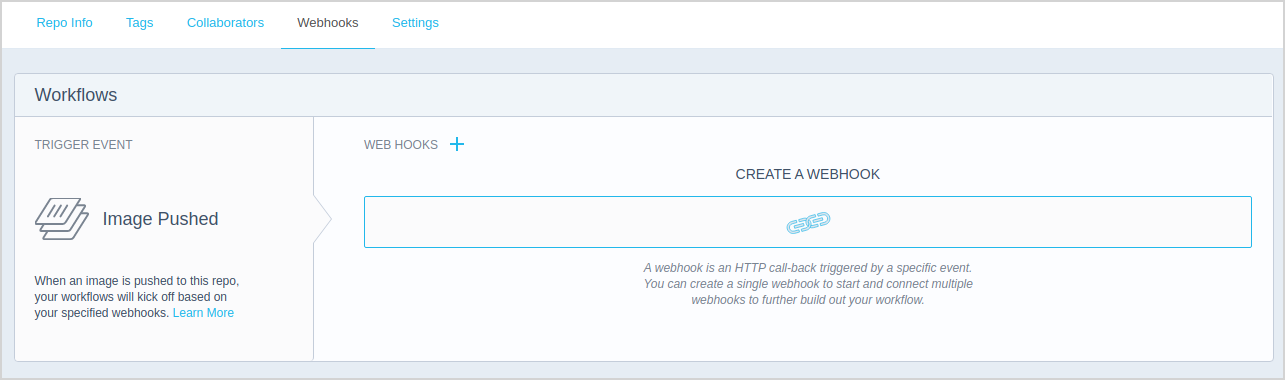 Repo Info Tags Collaborators Webhooks Settings
Workflows
TRIGGER EVENT
Image Pushed
When an image is pushed to this repo,
your workflows will kick off based on
your specified webhooks. Learn More
WEB HOOKS +
CREATE A WEBHOOK
A webhook is an HTTP call-back triggered by a specific event.
You can create a single webhook to start and connect multiple
webhooks to further build out your workflow.